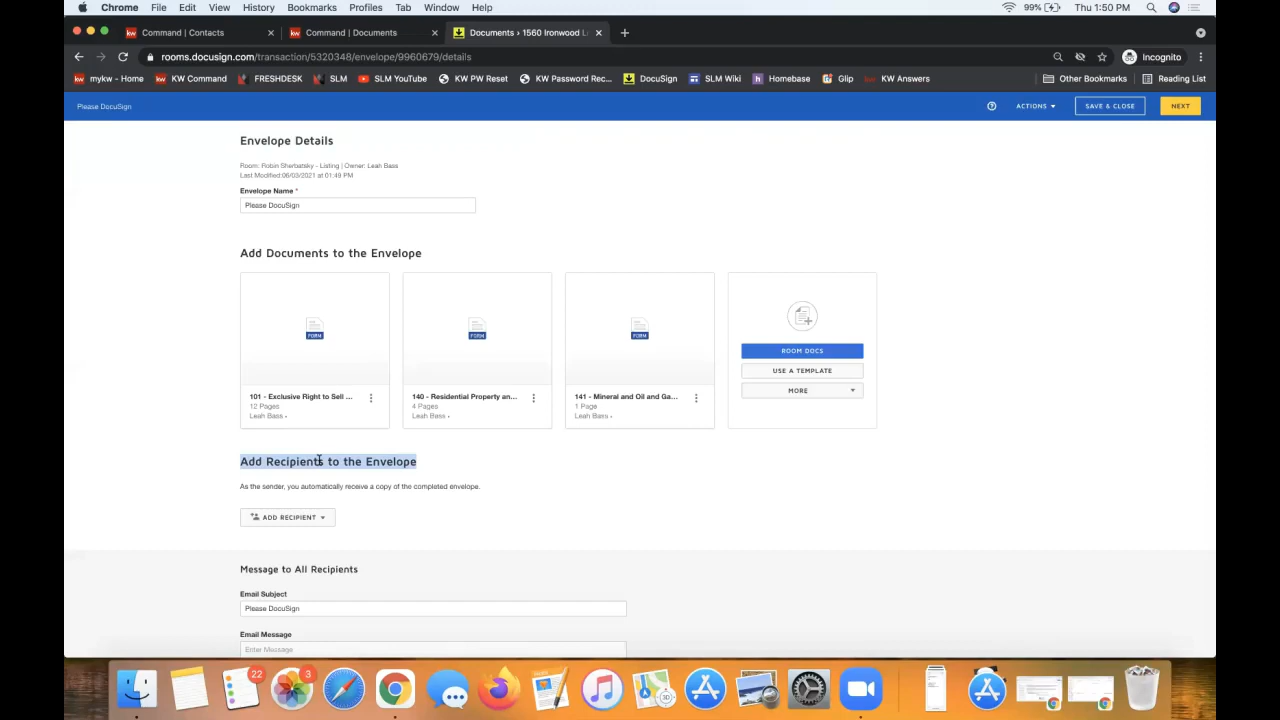 Chrome File Edit View History Bookmarks Profiles Tab Window Help 99% Thu 1:50 PM
Command | Contacts Command | Documents Documents › 1560 Ironwood L
rooms.docusign.com/transaction/5320348/envelope/9960679/details Incognito
mykw - Home KW Command FRESHDESK SLM SLM YouTube KW PW Reset KW Password Rec... DocuSign SLM Wiki Homebase Glip KW Answers Other Bookmarks Reading List
Please DocuSign ACTIONS SAVE & CLOSE NEXT
Envelope Details
Room: Robin Sherbatsky - Listing | Owner: Leah Bass
Last Modified:06/03/2021 at 01:49 PM
Envelope Name *
Please DocuSign
Add Documents to the Envelope
FORM FORM FORM
ROOM DOCS
USE A TEMPLATE
MORE
101 - Exclusive Right to Sell ... 140 - Residential Property an... 141 - Mineral and Oil and Ga...
12 Pages 4 Pages 1 Page
Leah Bass • Leah Bass • Leah Bass •
Add Recipients to the Envelope
As the sender, you automatically receive a copy of the completed envelope.
ADD RECIPIENT
Message to All Recipients
Email Subject
Please DocuSign
Email Message
Enter Message
22 3 30